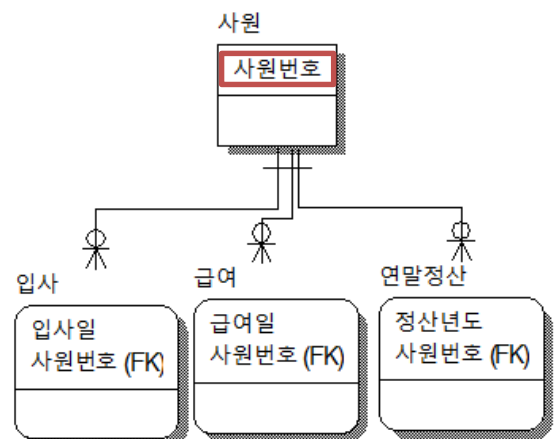 사원
사원번호
입사
입사일
사원번호 (FK)
급여
급여일
사원번호 (FK)
연말정산
정산년도
사원번호 (FK)